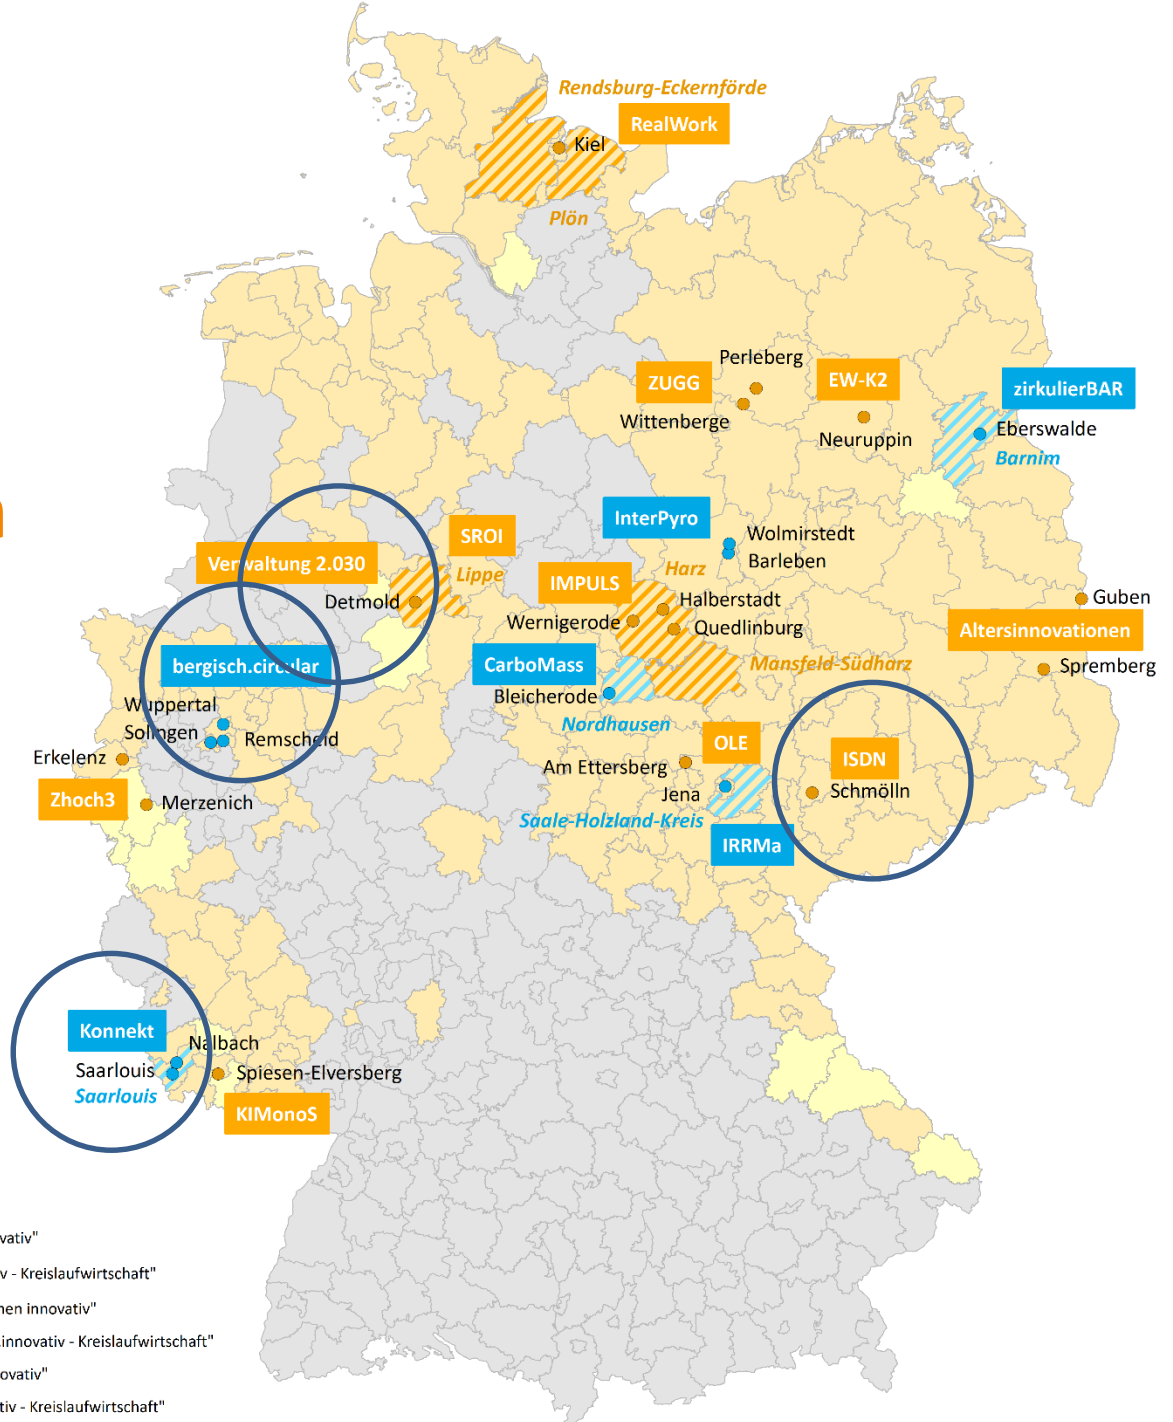 Rendsburg-Eckernförde
RealWork
Kiel
Plön
Perleberg
ZUGG
EW-K2
zirkulierBAR
Wittenberge
Neuruppin
Eberswalde
Barnim
InterPyro
SROI
Wolmirstedt
Verwaltung 2.030
Barleben
Lippe
Harz
IMPULS
Detmold
Halberstadt
Guben
Wernigerode
Quedlinburg
Altersinnovationen
bergisch.circular
CarboMass
Mansfeld-Südharz
Spremberg
Bleicherode
Wuppertal
Nordhausen
Solingen
Remscheid
OLE
Erkelenz
Am Ettersberg
ISDN
Zhoch3
Merzenich
Jena
Schmölln
Saale-Holzland-Kreis
IRRMa
Konnekt
Nalbach
Saarlouis
Spiesen-Elversberg
Saarlouis
KIMonoS
vativ"
v - Kreislaufwirtschaft"
nen innovativ"
.innovativ - Kreislaufwirtschaft"
ovativ"
tiv - Kreislaufwirtschaft"